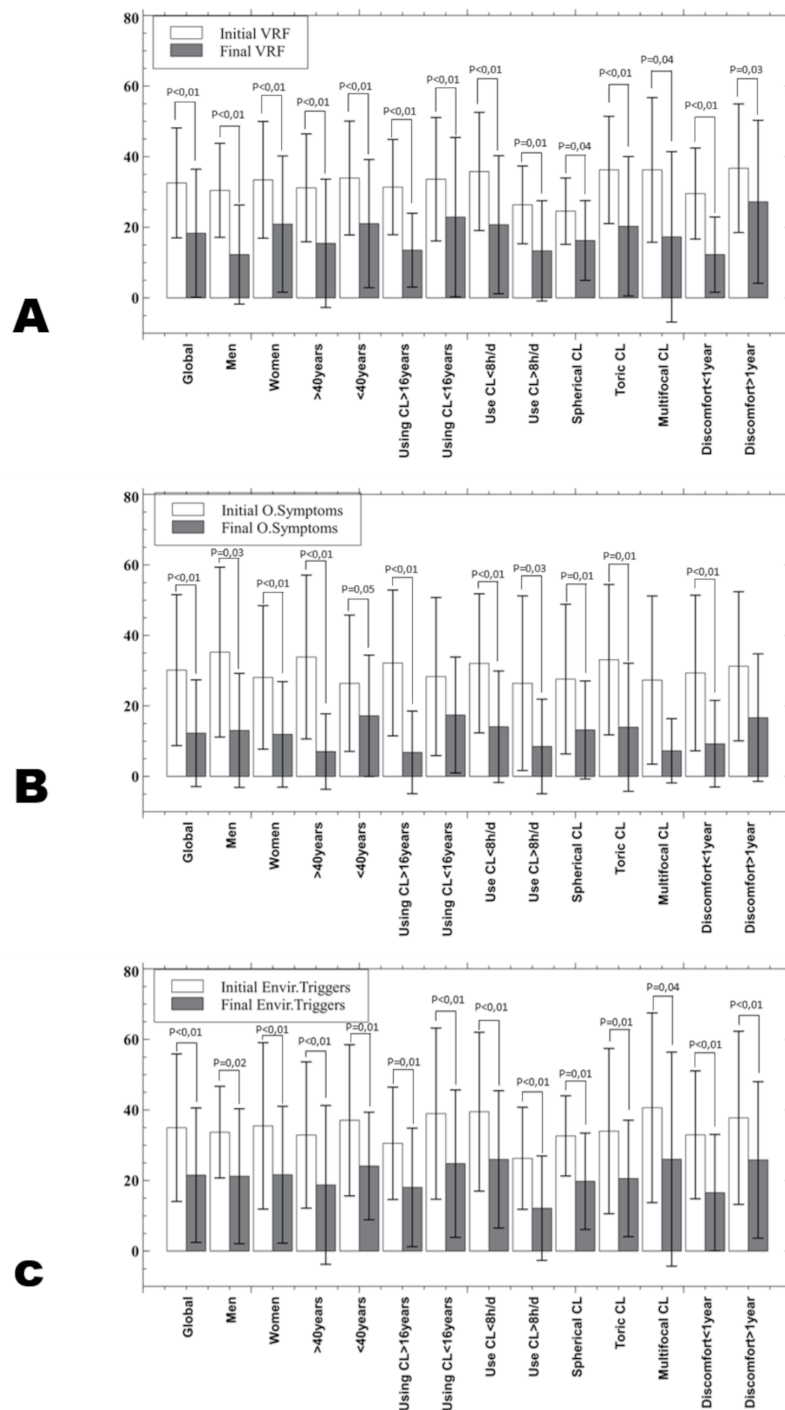 80
Initial VRF
Final VRF
60
40
20
0
P<0,01
P<0,01
P<0,01
P<0,01
P<0,01
P<0,01
P<0,01
P<0,01
P=0,01
P=0,04
P<0,01
P=0,04
P<0,01
P=0,03
A
Global
Men
Women
>40years
<40years
Using CL>16years
Using CL<16years
Use CL<8h/d
Use CL>8h/d
Spherical CL
Toric CL
Multifocal CL
Discomfort<1year
Discomfort>1year
80
Initial O.Symptoms
Final O.Symptoms
60
40
20
0
P<0,01
P=0,03
P<0,01
P<0,01
P=0,05
P<0,01
P<0,01
P=0,03
P=0,01
P=0,01
P<0,01
B
Global
Men
Women
>40years
<40years
Using CL>16years
Using CL<16years
Use CL<8h/d
Use CL>8h/d
Spherical CL
Toric CL
Multifocal CL
Discomfort<1year
Discomfort>1year
80
Initial Envir.Triggers
Final Envir.Triggers
60
40
20
0
P<0,01
P=0,02
P<0,01
P<0,01
P=0,01
P=0,01
P<0,01
P<0,01
P<0,01
P=0,01
P=0,01
P=0,04
P<0,01
P<0,01
c
Global
Men
Women
>40years
<40years
Using CL>16years
Using CL<16years
Use CL<8h/d
Use CL>8h/d
Spherical CL
Toric CL
Multifocal CL
Discomfort<1year
Discomfort>1year